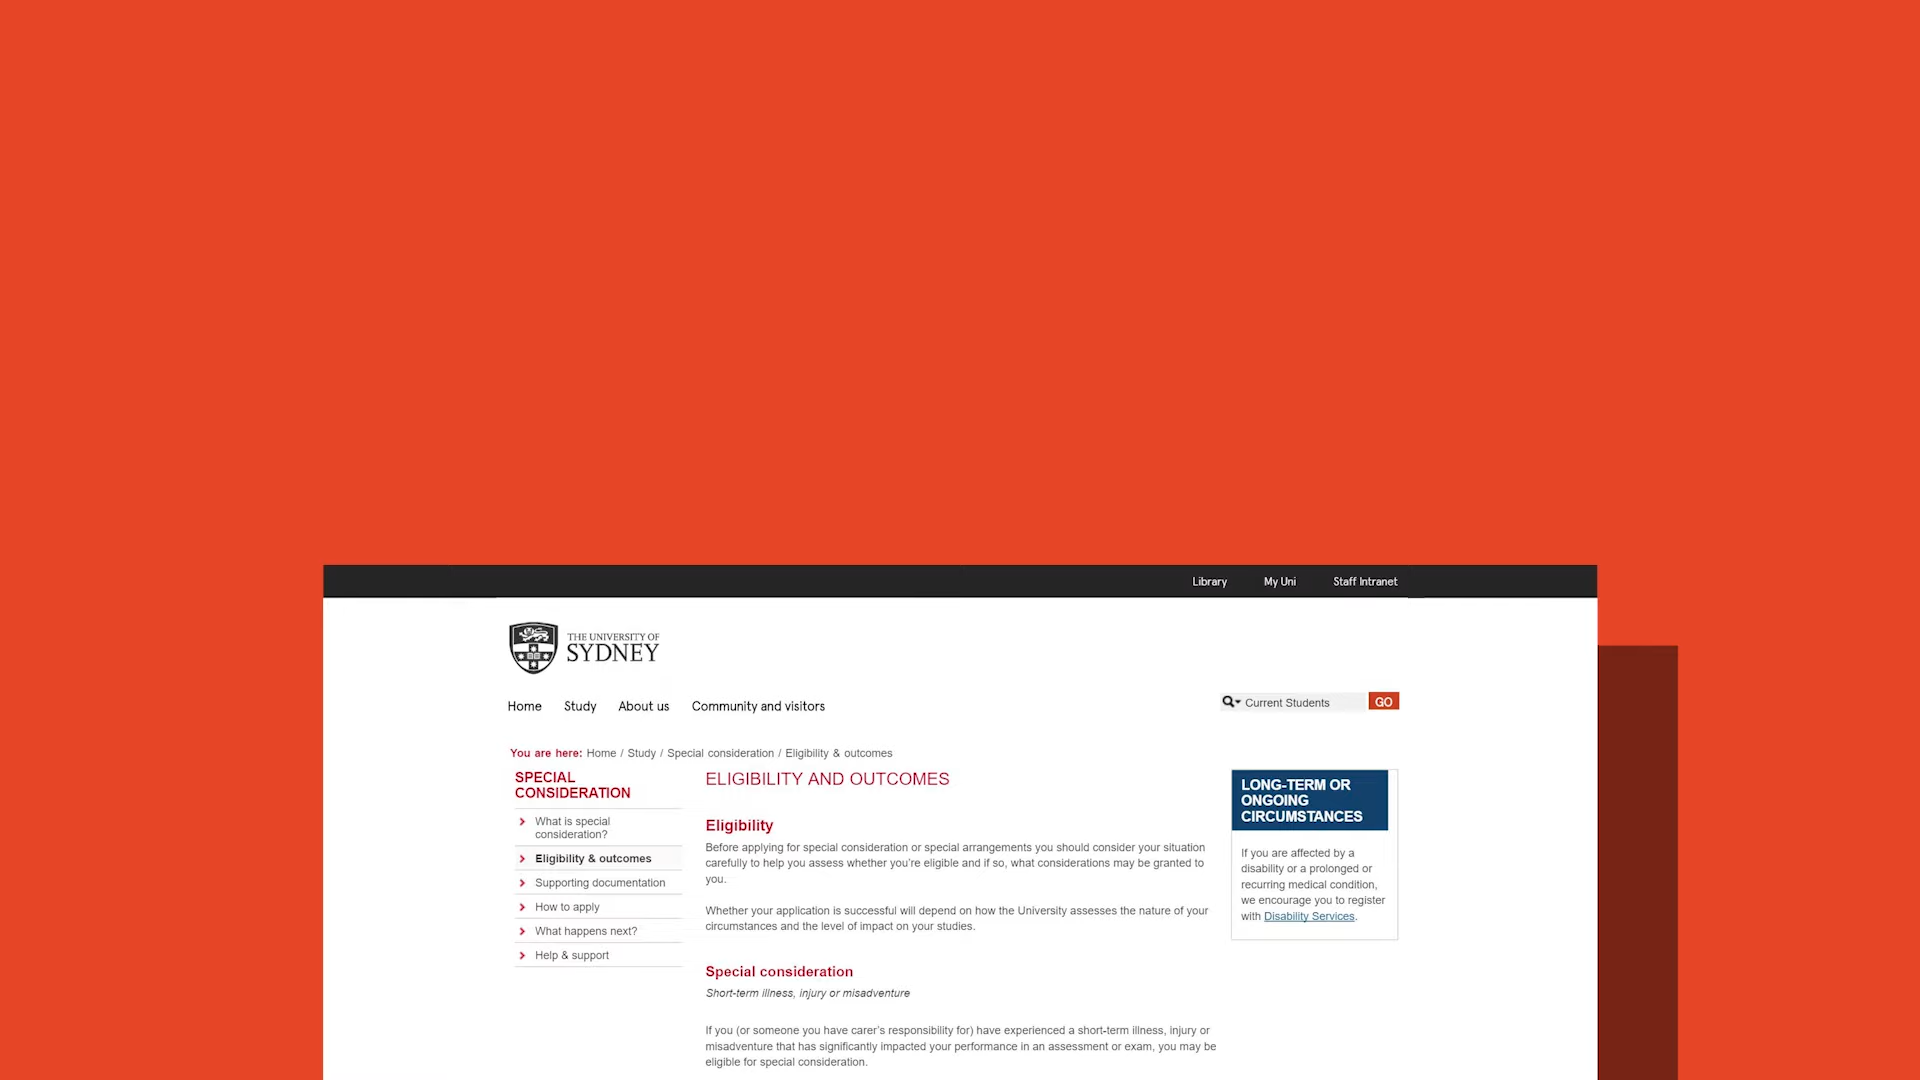 Library My Uni Staff Intranet
THE UNIVERSITY OF
SYDNEY
Home Study About us Community and visitors
Current Students GO
You are here: Home / Study / Special consideration / Eligibility & outcomes
SPECIAL
CONSIDERATION
What is special
consideration?
Eligibility & outcomes
Supporting documentation
How to apply
What happens next?
Help & support
ELIGIBILITY AND OUTCOMES
Eligibility
Before applying for special consideration or special arrangements you should consider your situation
carefully to help you assess whether you're eligible and if so, what considerations may be granted to
you.
Whether your application is successful will depend on how the University assesses the nature of your
circumstances and the level of impact on your studies.
Special consideration
Short-term illness, injury or misadventure
If you (or someone you have carer's responsibility for) have experienced a short-term illness, injury or
misadventure that has significantly impacted your performance in an assessment or exam, you may be
eligible for special consideration.
LONG-TERM OR
ONGOING
CIRCUMSTANCES
If you are affected by a
disability or a prolonged or
recurring medical condition,
we encourage you to register
with Disability Services.